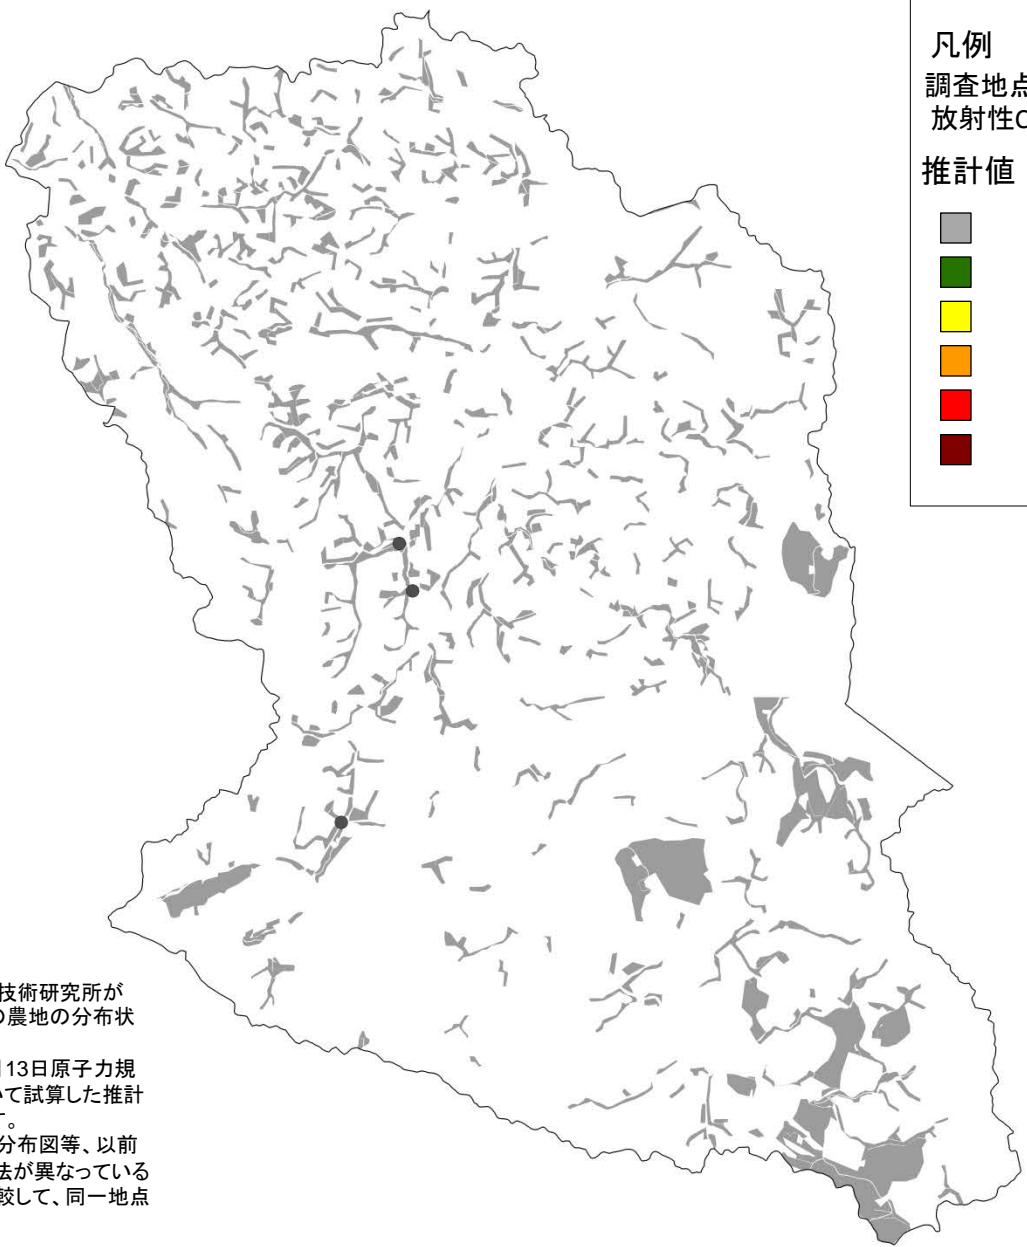 凡例
調査地点
放射性C
推計値
技術研究所が
の農地の分布状
13日原子力規
いて試算した推計
す。
分布図等、以前
法が異なっている
較して、同一地点